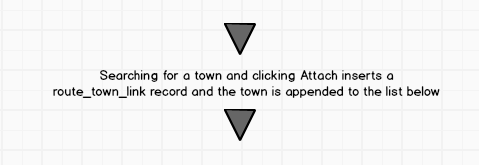 Searching for a town and clicking Attach inserts a
route_town_link record and the town is appended to the list below